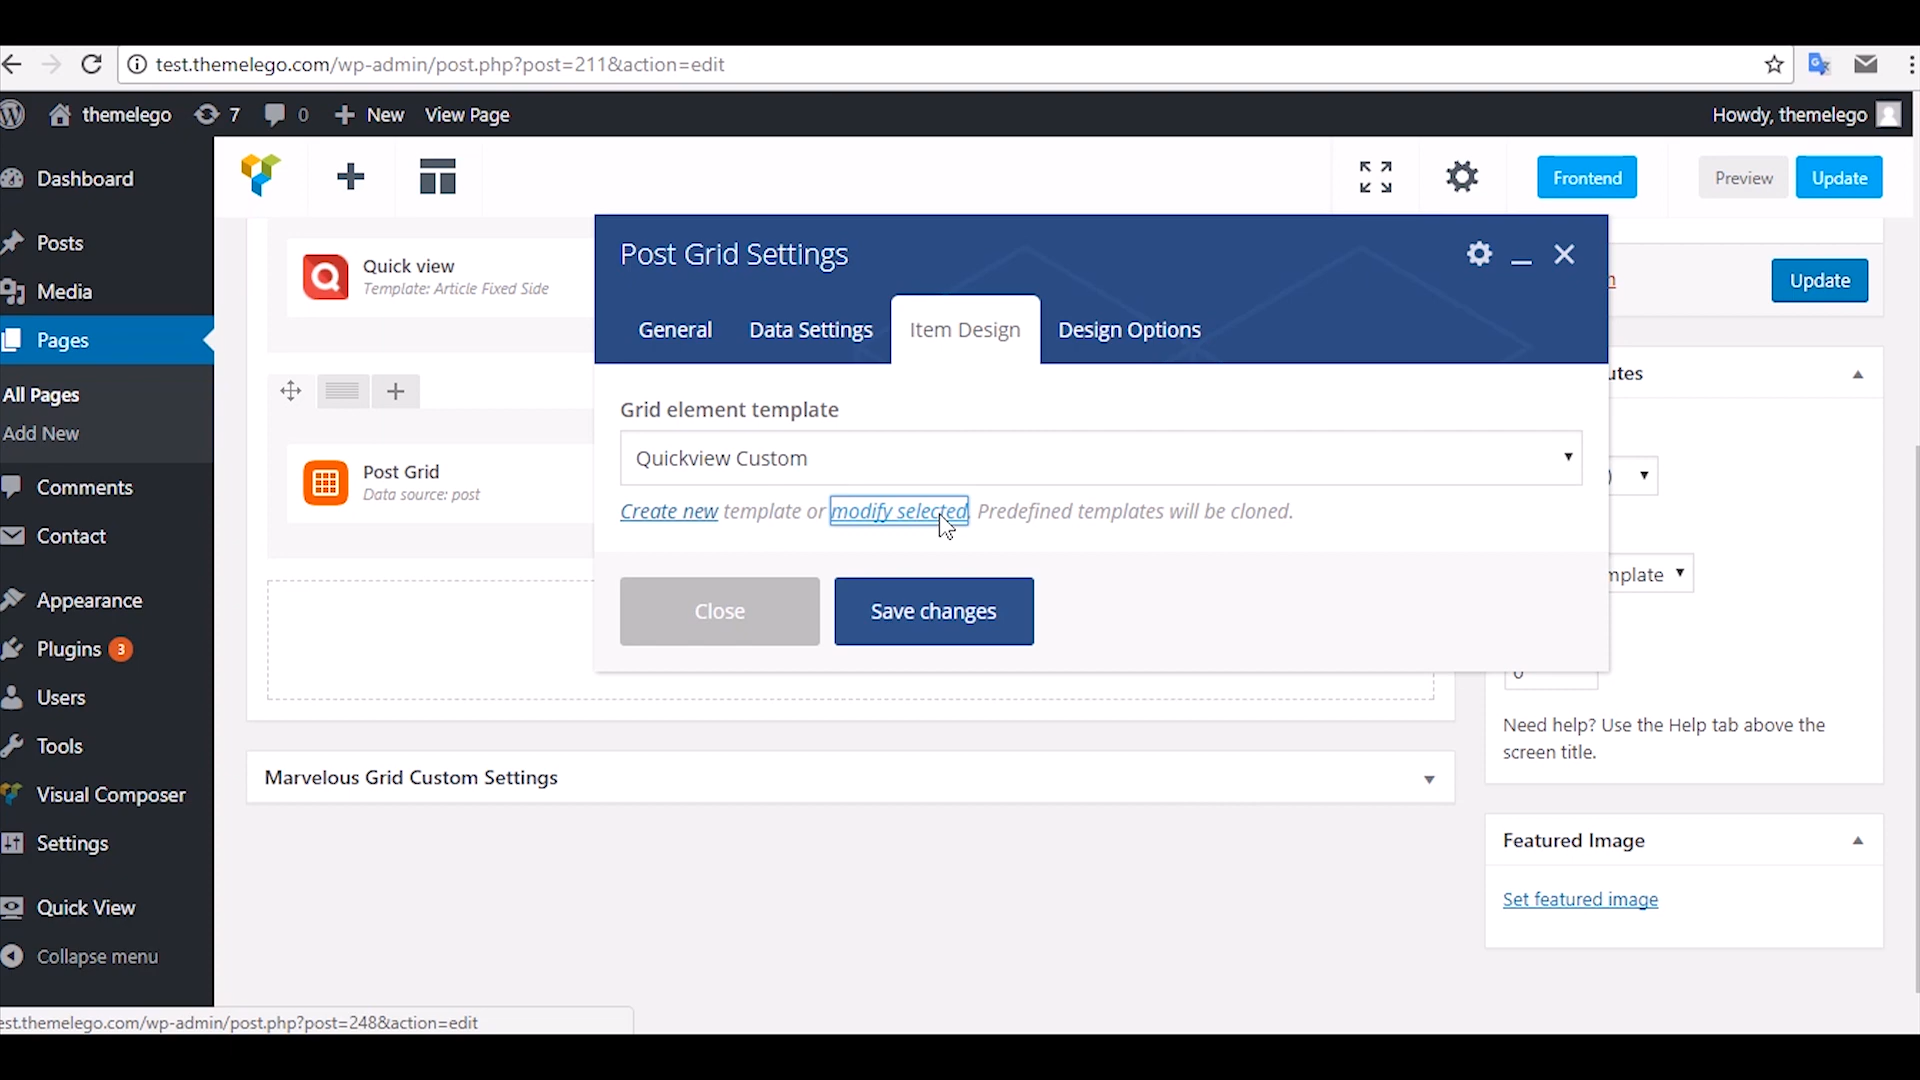 test.themelego.com/wp-admin/post.php?post=211&action=edit
themelego 7 0 New View Page
Howdy, themelego
Dashboard
Posts
Media
Pages
All Pages
Add New
Comments
Contact
Appearance
Plugins 3
Users
Tools
Visual Composer
Settings
Quick View
Collapse menu
Frontend
Preview
Update
Quick view
Template: Article Fixed Side
Post Grid
Data source: post
Post Grid Settings
General
Data Settings
Item Design
Design Options
Grid element template
Quickview Custom
Create new template or modify selected. Predefined templates will be cloned.
Close
Save changes
Marvelous Grid Custom Settings
Update
utes
mplate
0
Need help? Use the Help tab above the
screen title.
Featured Image
Set featured image
est.themelego.com/wp-admin/post.php?post=248&action=edit